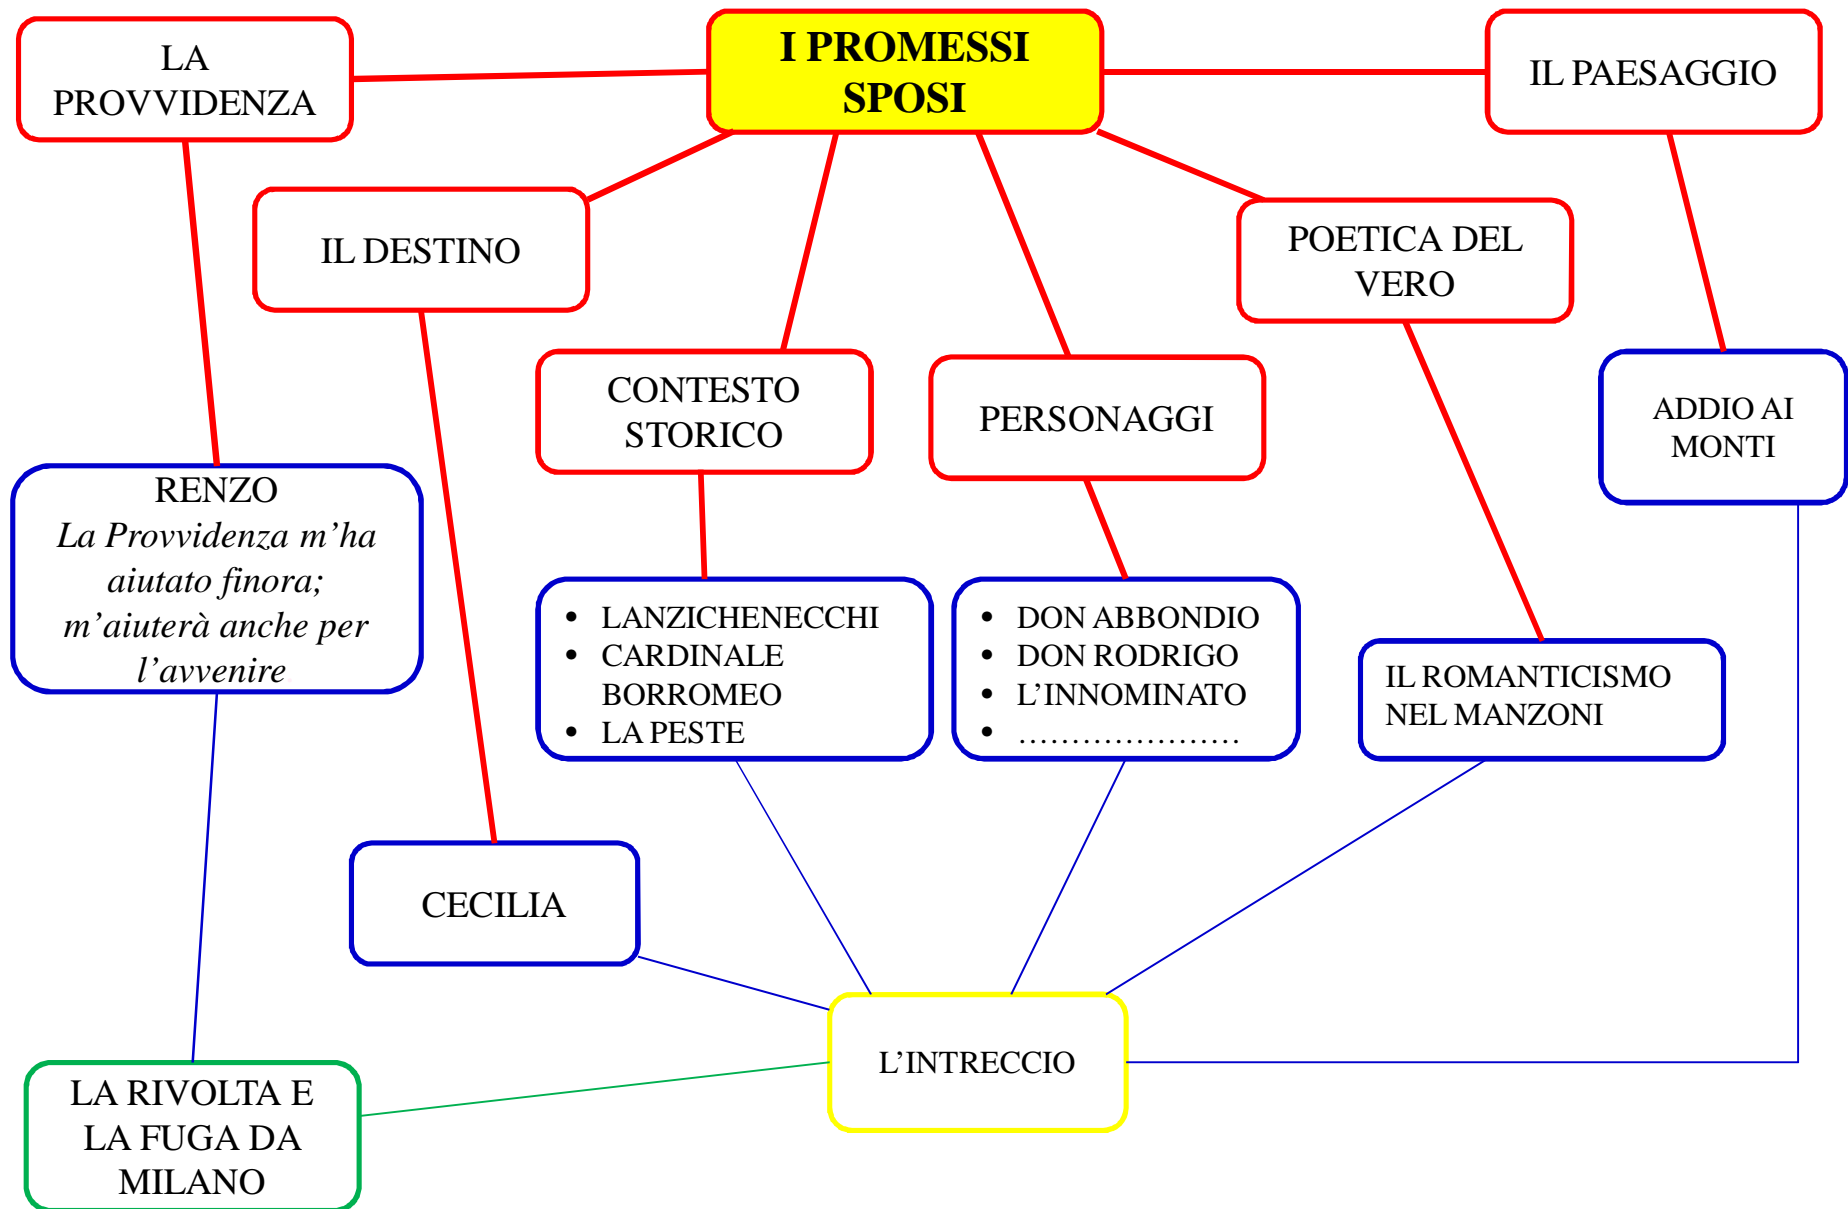 LA
PROVVIDENZA
I PROMESSI
SPOSI
IL PAESAGGIO
IL DESTINO
POETICA DEL
VERO
CONTESTO
STORICO
PERSONAGGI
ADDIO AI
MONTI
RENZO
La Provvidenza m’ha
aiutato finora;
m’aiuterà anche per
l’avvenire
• LANZICHENECCHI
• CARDINALE
BORROMEO
• LA PESTE
• DON ABBONDIO
• DON RODRIGO
• L’INNOMINATO
• …………………
IL ROMANTICISMO
NEL MANZONI
CECILIA
L’INTRECCIO
LA RIVOLTA E
LA FUGA DA
MILANO